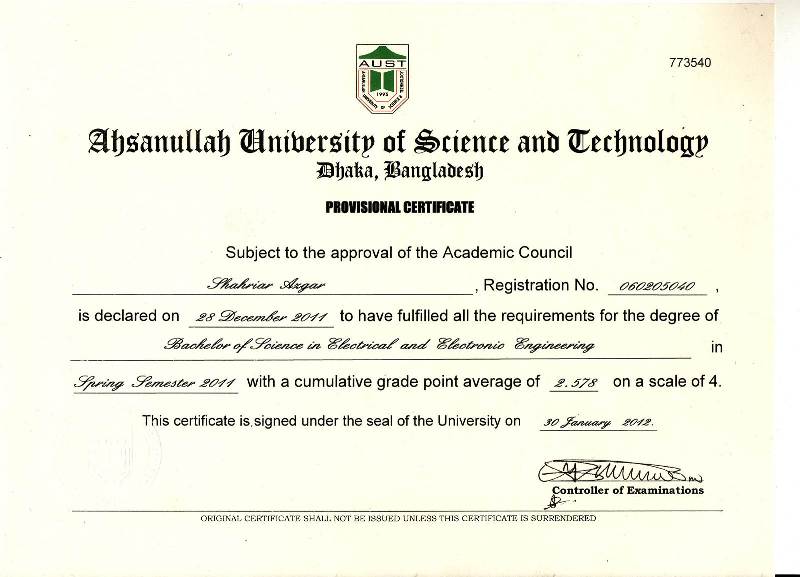 AUST
1995
773540
Ahsanullah University of Science and Technology
Dhaka, Bangladesh
PROVISIONAL CERTIFICATE
Subject to the approval of the Academic Council
Shahriar Azgar, Registration No. 060205040,
is declared on 28 December 2011 to have fulfilled all the requirements for the degree of
Bachelor of Science in Electrical and Electronic Engineering in
Spring Semester 2011 with a cumulative grade point average of 2.578 on a scale of 4.
This certificate is signed under the seal of the University on 30 January 2012.
Controller of Examinations
ORIGINAL CERTIFICATE SHALL NOT BE ISSUED UNLESS THIS CERTIFICATE IS SURRENDERED